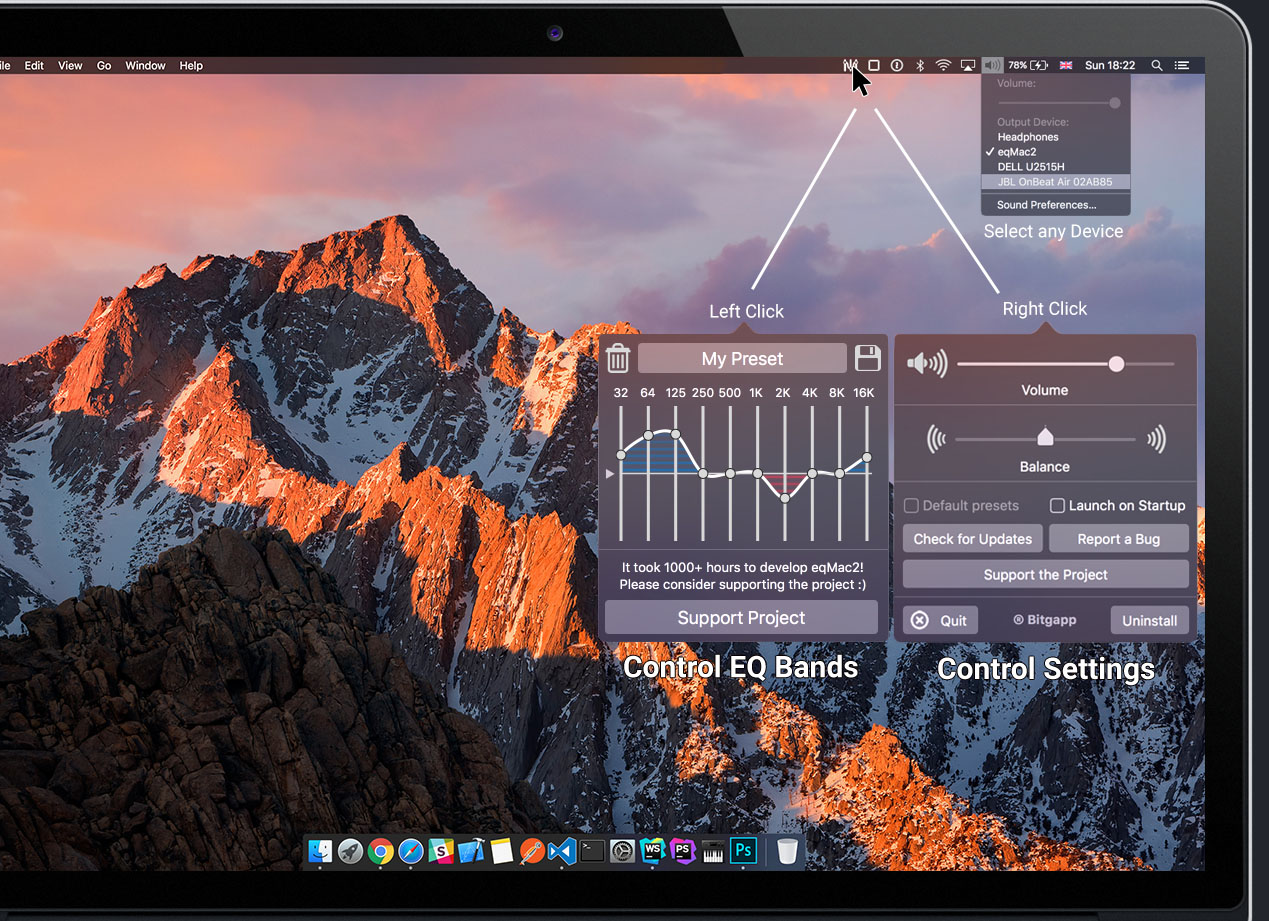 ile Edit View Go Window Help
78% Sun 18:22
Volume:
Output Device:
Headphones
eqMac2
DELL U2515H
JBL OnBeat Air 02AB85
Sound Preferences...
Select any Device
Left Click
Right Click
My Preset
32 64 125 250 500 1K 2K 4K 8K 16K
It took 1000+ hours to develop eqMac2!
Please consider supporting the project :)
Support Project
Control EQ Bands
Volume
Balance
Default presets Launch on Startup
Check for Updates Report a Bug
Support the Project
Quit ® Bitgapp Uninstall
Control Settings
S WS PS Ps